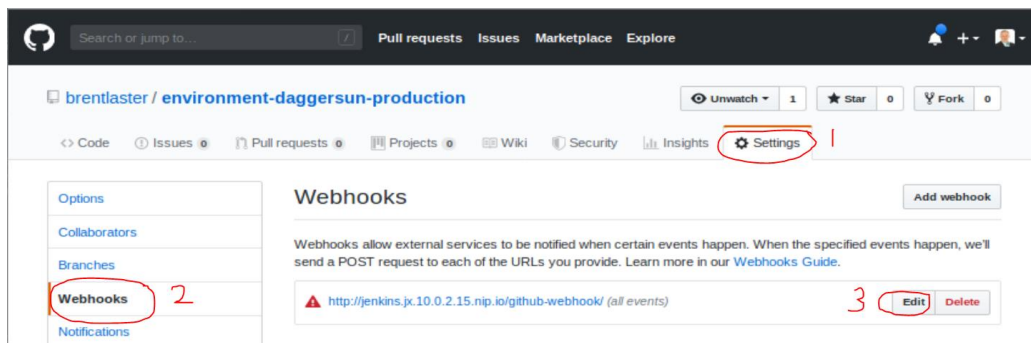 Search or jump to... / Pull requests Issues Marketplace Explore
brentlaster / environment-daggersun-production Unwatch 1 Star 0 Fork 0
Code Issues 0 Pull requests 0 Projects 0 Wiki Security Insights Settings 1
Options
Collaborators
Branches
Webhooks 2
Notifications
Webhooks Add webhook
Webhooks allow external services to be notified when certain events happen. When the specified events happen, we'll
send a POST request to each of the URLs you provide. Learn more in our Webhooks Guide.
http://jenkins.jx.10.0.2.15.nip.io/github-webhook/ (all events) 3 Edit Delete